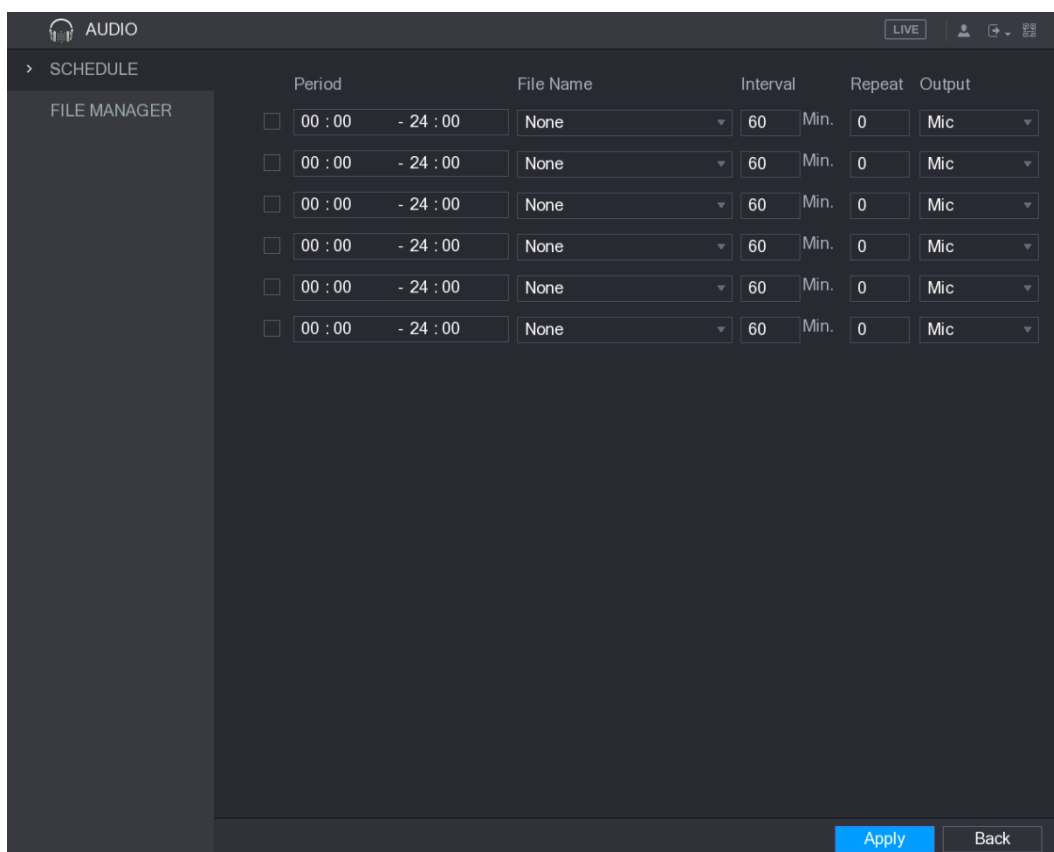 AUDIO LIVE
SCHEDULE
FILE MANAGER
Period File Name Interval Repeat Output
00 : 00 - 24 : 00 None 60 Min. 0 Mic
00 : 00 - 24 : 00 None 60 Min. 0 Mic
00 : 00 - 24 : 00 None 60 Min. 0 Mic
00 : 00 - 24 : 00 None 60 Min. 0 Mic
00 : 00 - 24 : 00 None 60 Min. 0 Mic
00 : 00 - 24 : 00 None 60 Min. 0 Mic
Apply Back